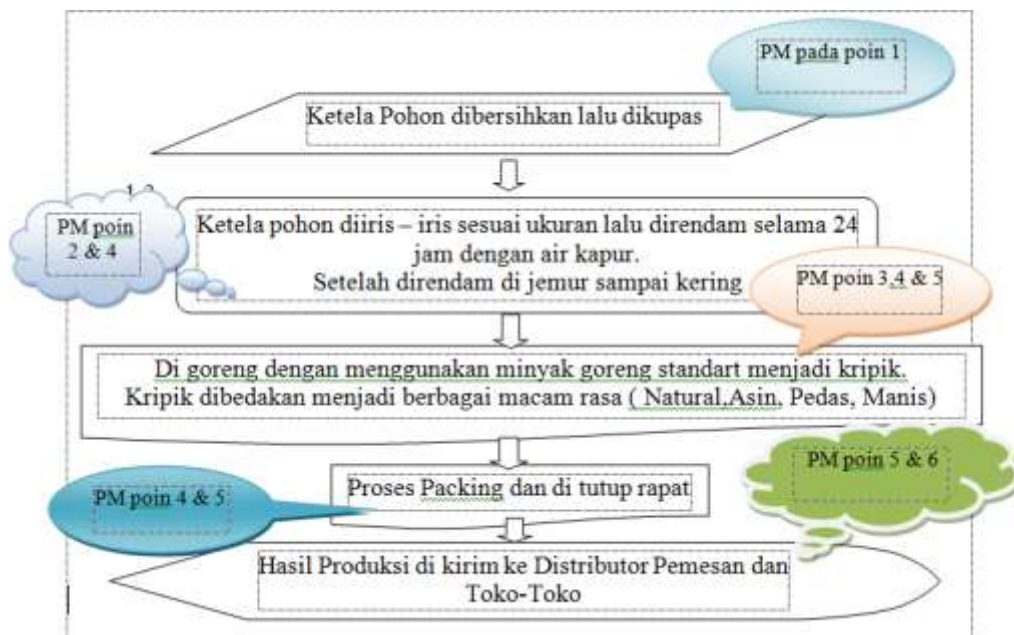 PM pada poin 1
Ketela Pohon dibersihkan lalu dikupas
PM poin
2 & 4
Ketela pohon diiris – iris sesuai ukuran lalu direndam selama 24
jam dengan air kapur.
Setelah direndam di jemur sampai kering
PM poin 3,4 & 5
Di goreng dengan menggunakan minyak goreng standart menjadi kripik.
Kripik dibedakan menjadi berbagai macam rasa ( Natural,Asin, Pedas, Manis)
PM poin 5 & 6
PM poin 4 & 5
Proses Packing dan di tutup rapat
Hasil Produksi di kirim ke Distributor Pemesan dan
Toko-Toko